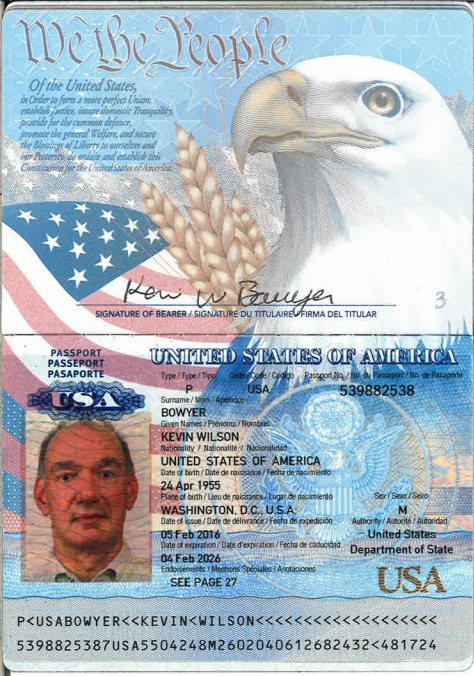 We the People
Of the United States,
in Order to form a more perfect Union,
establish Justice, insure domestic Tranquility,
provide for the common defence,
promote the general Welfare, and secure
the Blessings of Liberty to ourselves and
our Posterity, do ordain and establish this
Constitution for the United States of America.
Kevin W Bowyer
3
SIGNATURE OF BEARER / SIGNATURE DU TITULAIRE / FIRMA DEL TITULAR
PASSPORT
PASSEPORT
PASAPORTE
USA
UNITED STATES OF AMERICA
Type / Type / Tipo Code / Code / Codigo Passport No. / No. du Passeport / No. de Pasaporte
P USA 539882538
Surname / Nom / Apellidos
BOWYER
Given Names / Prénoms / Nombres
KEVIN WILSON
Nationality / Nationalité / Nacionalidad
UNITED STATES OF AMERICA
Date of birth / Date de naissance / Fecha de nacimiento
24 Apr 1955
Place of birth / Lieu de naissance / Lugar de nacimiento Sex / Sexe / Sexo
WASHINGTON, D.C., U.S.A. M
Date of issue / Date de délivrance / Fecha de expedición Authority / Autorité / Autoridad
05 Feb 2016 United States
Date of expiration / Date d'expiration / Fecha de caducidad Department of State
04 Feb 2026
Endorsements / Mentions Spéciales / Anotaciones
SEE PAGE 27
USA
P<USABOWYER<<KEVIN<WILSON<<<<<<<<<<<<<<<<<<<
5398825387USA5504248M2602040612682432<481724